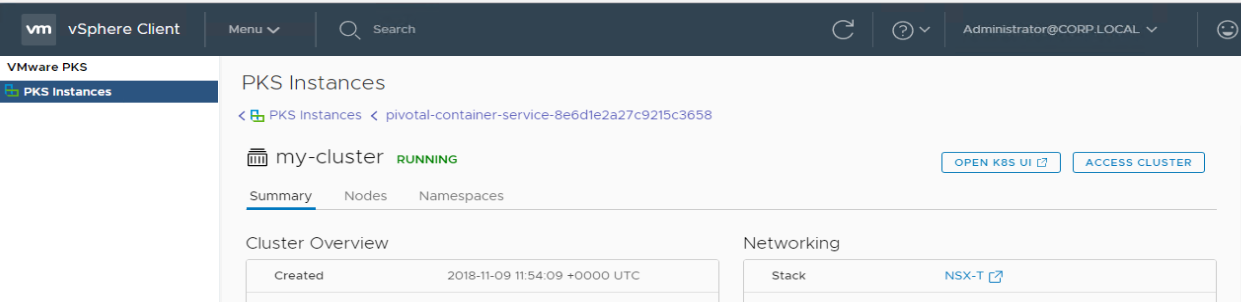 vm vSphere Client Menu Search Administrator@CORP.LOCAL
VMware PKS
PKS Instances
PKS Instances
PKS Instances pivotal-container-service-8e6d1e2a27c9215c3658
my-cluster RUNNING
OPEN K8S UI ACCESS CLUSTER
Summary Nodes Namespaces
Cluster Overview
Created 2018-11-09 11:54:09 +0000 UTC
Networking
Stack NSX-T